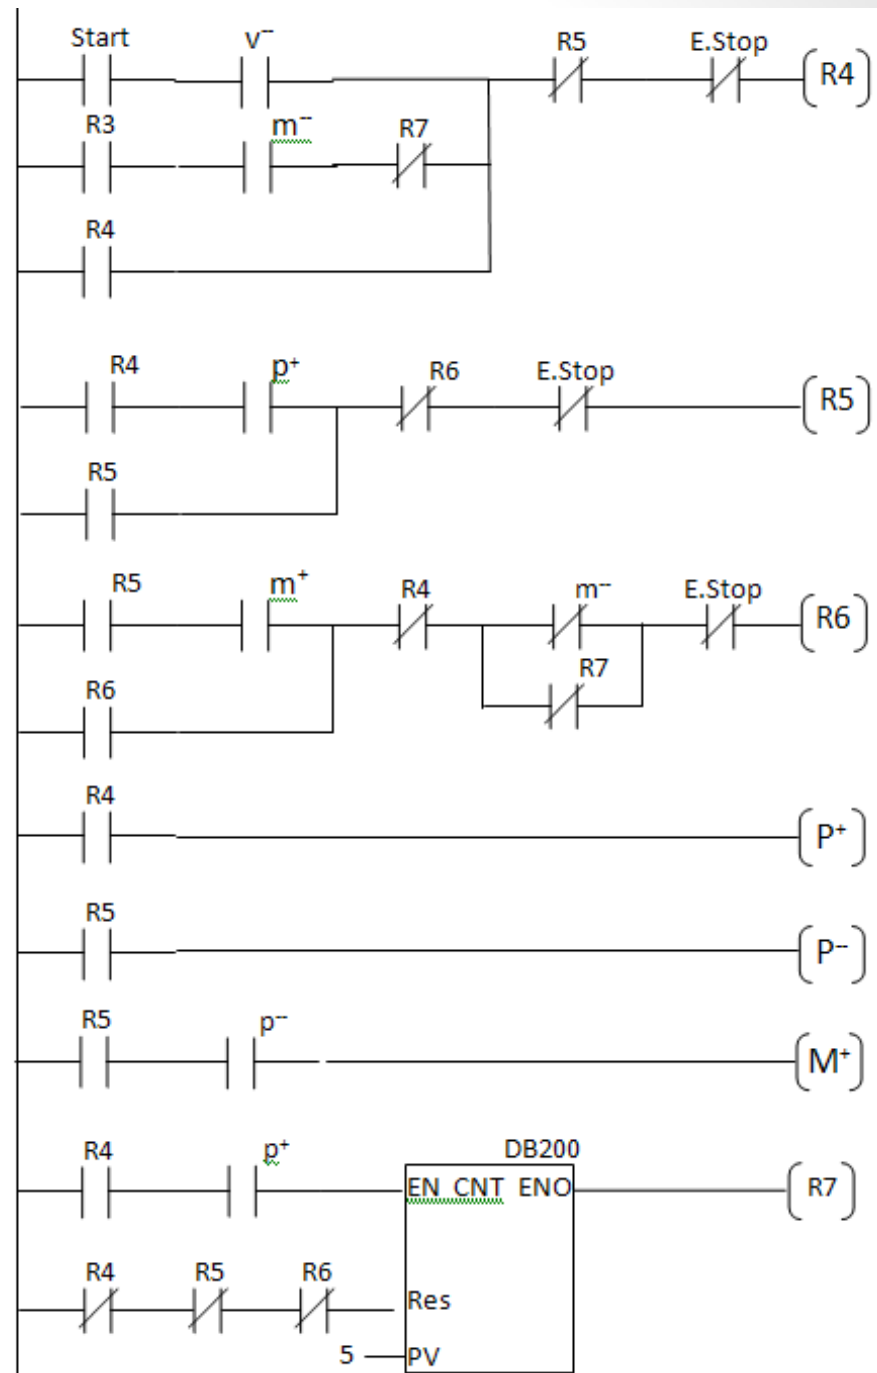 Start v-- R5 E.Stop
R4
R3 m-- R7
R4
R4 p+ R6 E.Stop
R5
R5
R5 m+ R4 m-- E.Stop
R6
R7
R6
R4
P+
R5
P--
R5 p--
M+
R4 p+ DB200
EN CNT ENO R7
R4 R5 R6
Res
5 PV